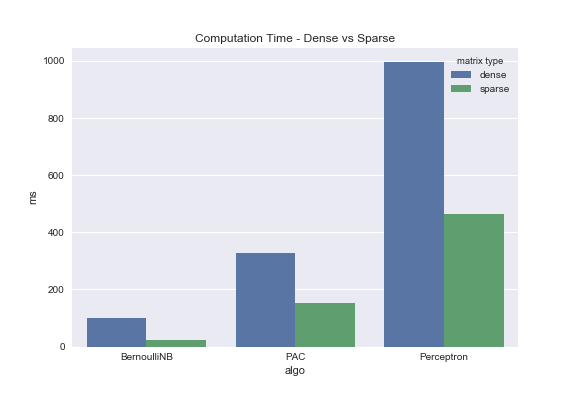 Computation Time - Dense vs Sparse
matrix type
dense
sparse
1000
800
600
400
200
0
ms
BernoulliNB PAC Perceptron
algo